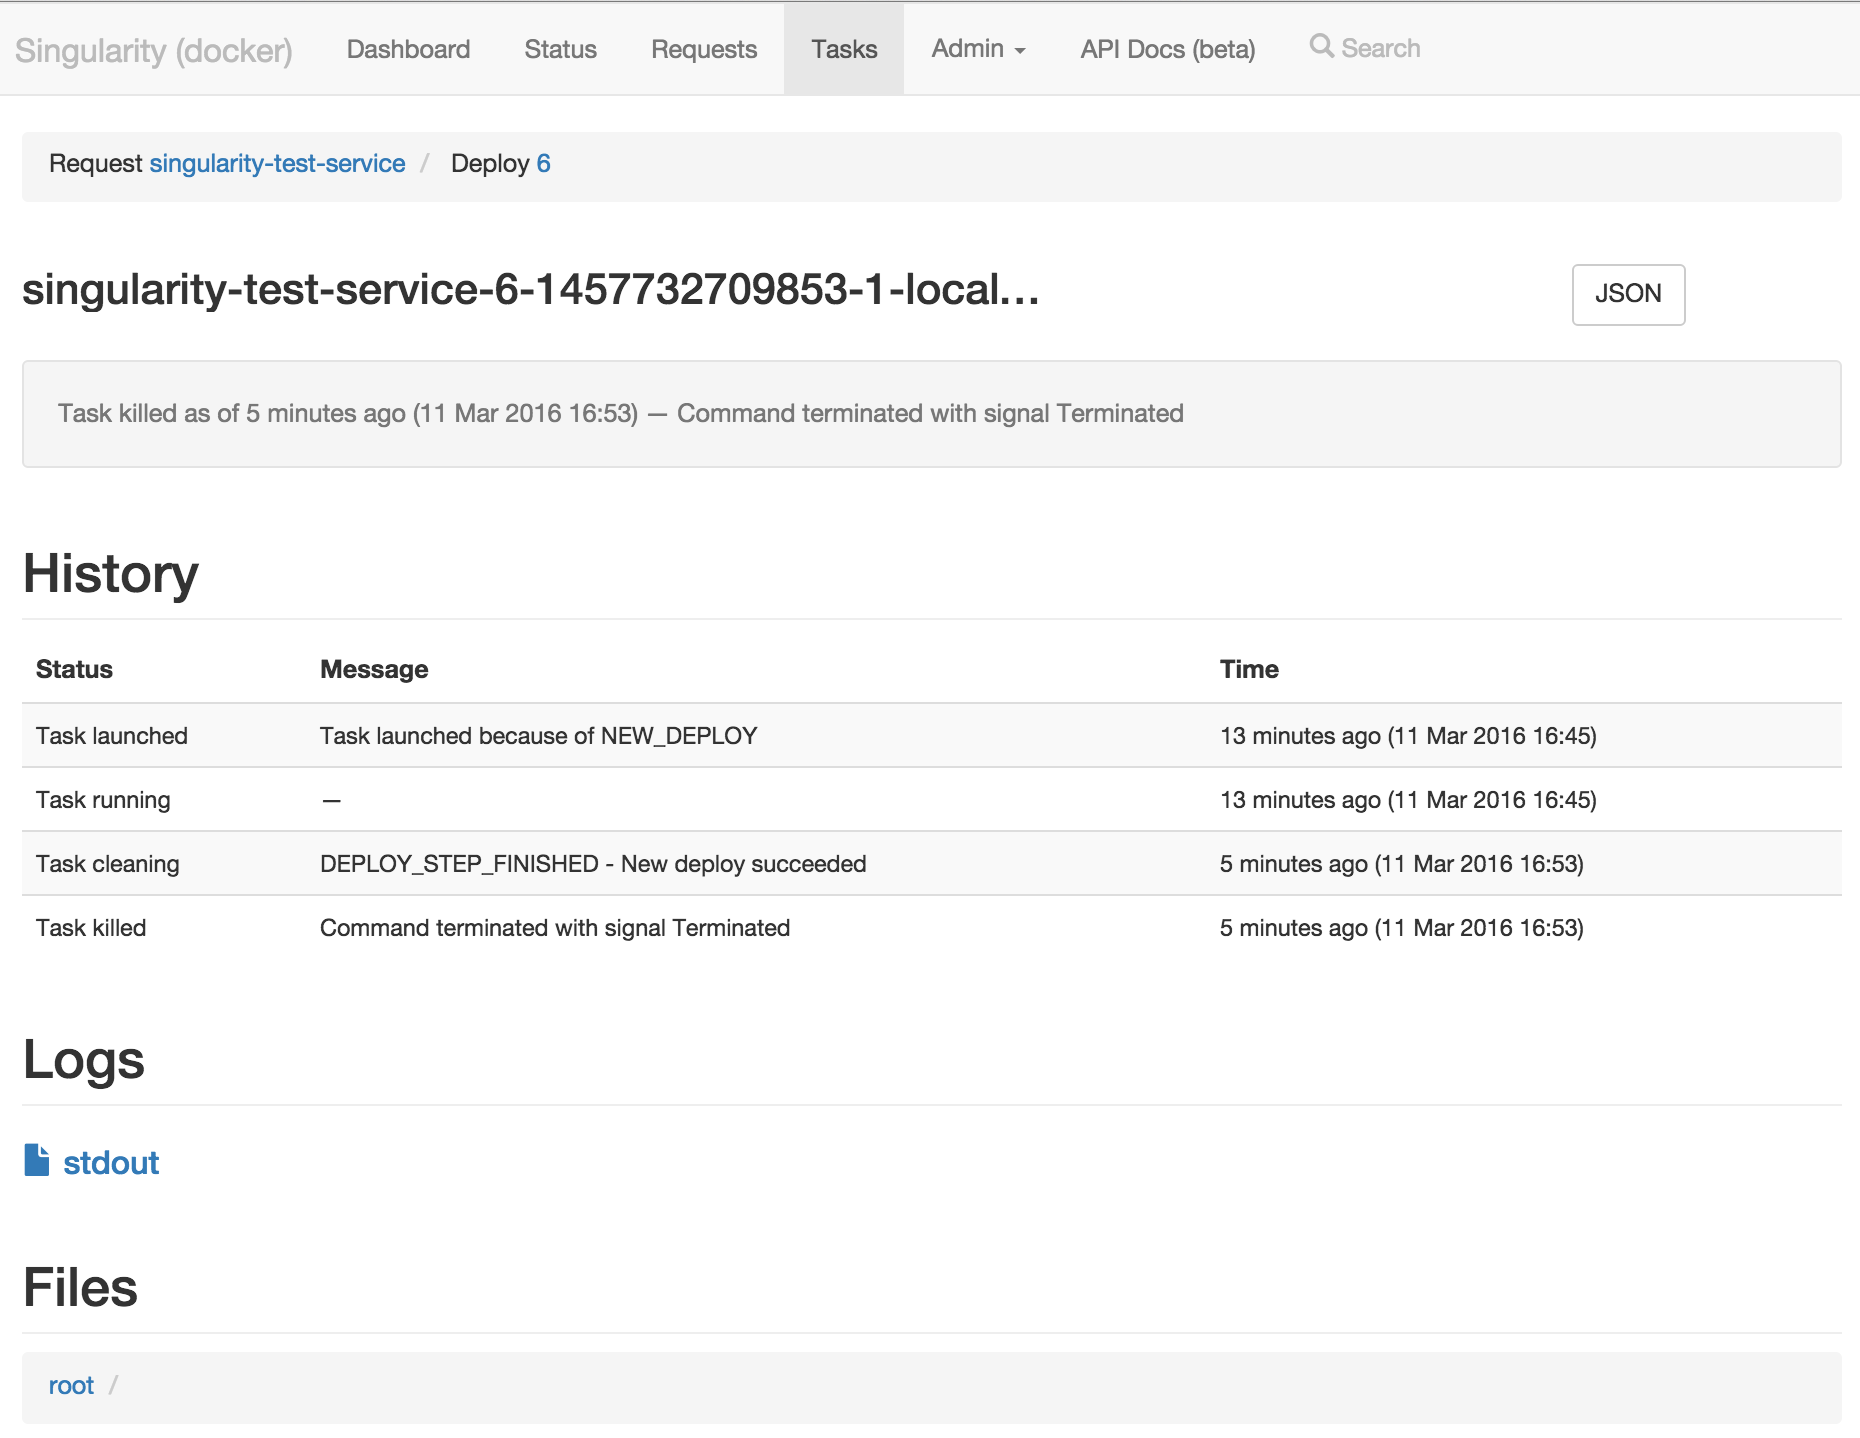 Singularity (docker) Dashboard Status Requests Tasks Admin API Docs (beta) Search
Request singularity-test-service / Deploy 6
singularity-test-service-6-1457732709853-1-local...
JSON
Task killed as of 5 minutes ago (11 Mar 2016 16:53) — Command terminated with signal Terminated
History
Status Message Time
Task launched Task launched because of NEW_DEPLOY 13 minutes ago (11 Mar 2016 16:45)
Task running — 13 minutes ago (11 Mar 2016 16:45)
Task cleaning DEPLOY_STEP_FINISHED - New deploy succeeded 5 minutes ago (11 Mar 2016 16:53)
Task killed Command terminated with signal Terminated 5 minutes ago (11 Mar 2016 16:53)
Logs
stdout
Files
root /